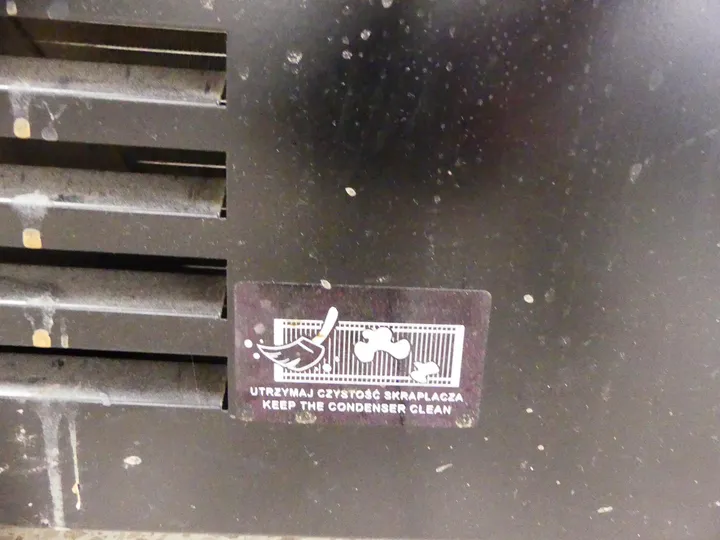 UTRZYMAJ CZYSTOŚĆ SKRAPLACZA
KEEP THE CONDENSER CLEAN